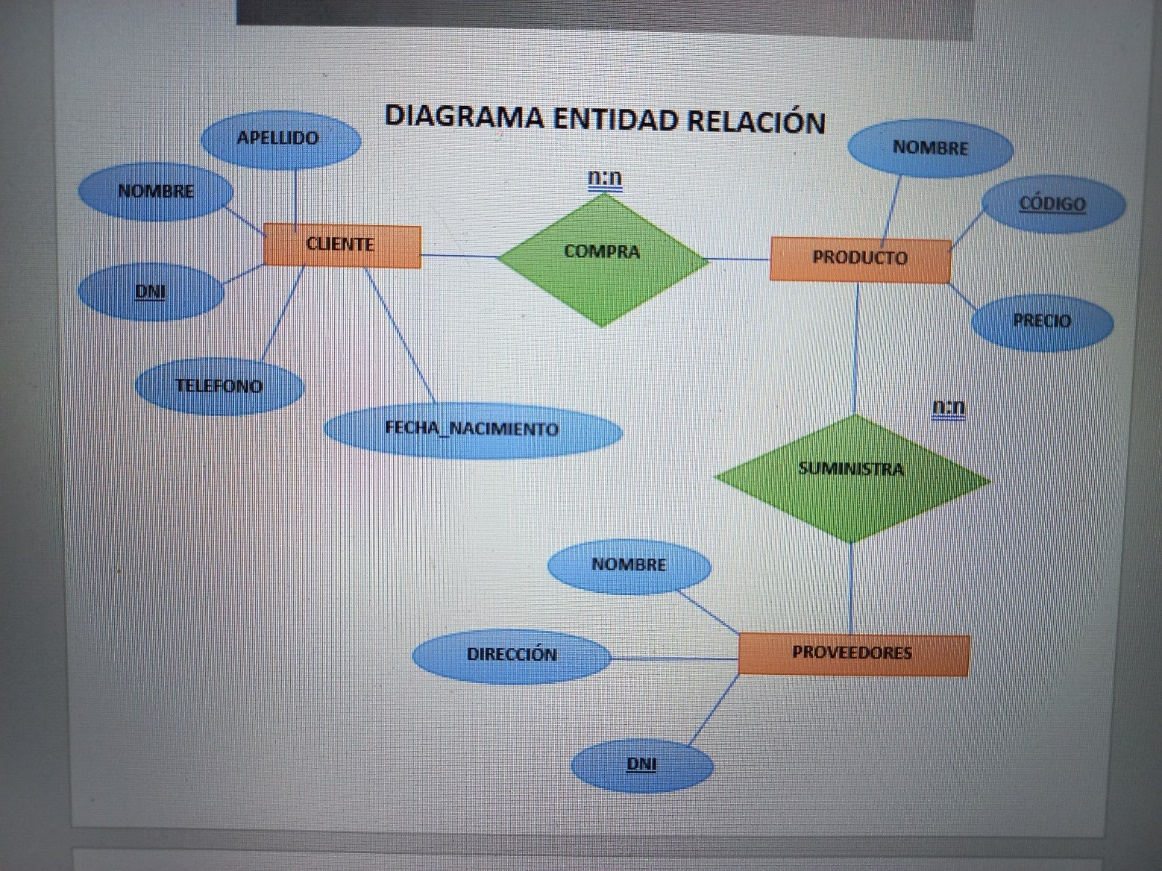 DIAGRAMA ENTIDAD RELACIÓN
APELLIDO
NOMBRE
n:n
NOMBRE
CÓDIGO
CLIENTE
COMPRA
PRODUCTO
DNI
PRECIO
TELEFONO
FECHA_NACIMIENTO
n:n
SUMINISTRA
NOMBRE
DIRECCIÓN
PROVEEDORES
DNI